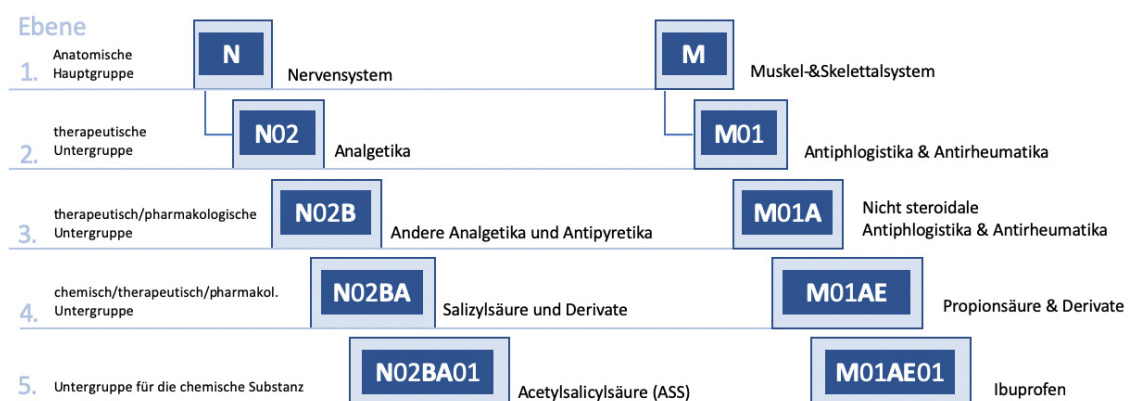 Ebene
1.
Anatomische
Hauptgruppe
N
Nervensystem
M
Muskel-&Skelettalsystem
2.
therapeutische
Untergruppe
N02
Analgetika
M01
Antiphlogistika & Antirheumatika
3.
therapeutisch/pharmakologische
Untergruppe
N02B
Andere Analgetika und Antipyretika
M01A
Nicht steroidale
Antiphlogistika & Antirheumatika
4.
chemisch/therapeutisch/pharmakol.
Untergruppe
N02BA
Salizylsäure und Derivate
M01AE
Propionsäure & Derivate
5.
Untergruppe für die chemische Substanz
N02BA01
Acetylsalicylsäure (ASS)
M01AE01
Ibuprofen